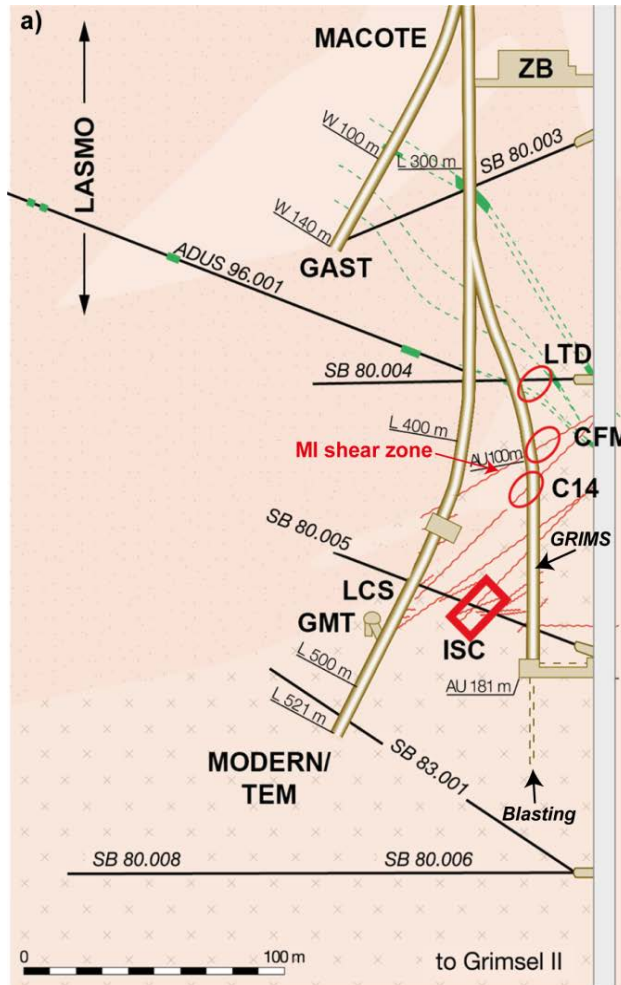 a)
MACOTE
ZB
LASMO
W 100 m
L 300 m
SB 80.003
W 140 m
GAST
ADUS 96.001
LTD
SB 80.004
L 400 m
CFM
MI shear zone
AU100m
C14
SB 80.005
GRIMS
LCS
GMT
ISC
L 500 m
AU 181 m
L 521 m
MODERN/
TEM
SB 83.001
Blasting
SB 80.008
SB 80.006
0
100 m
to Grimsel II